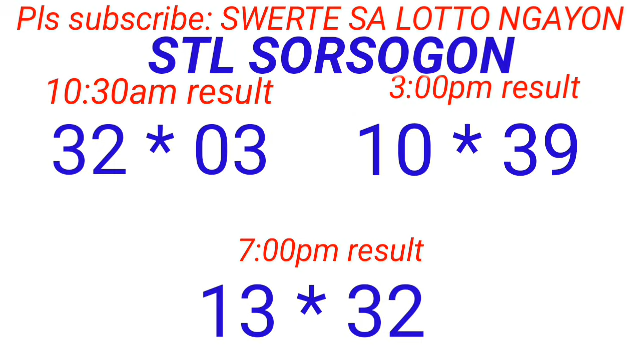 Pls subscribe: SWERTE SA LOTTO NGAYON
STL SORSOGON
10:30am result
32 * 03
3:00pm result
10 * 39
7:00pm result
13 * 32